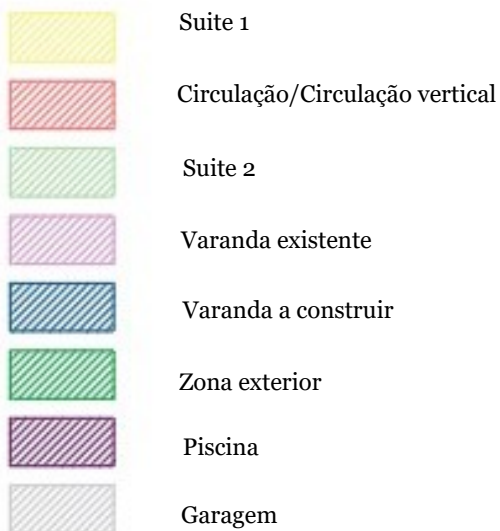 Suite 1
Circulação/Circulação vertical
Suite 2
Varanda existente
Varanda a construir
Zona exterior
Piscina
Garagem